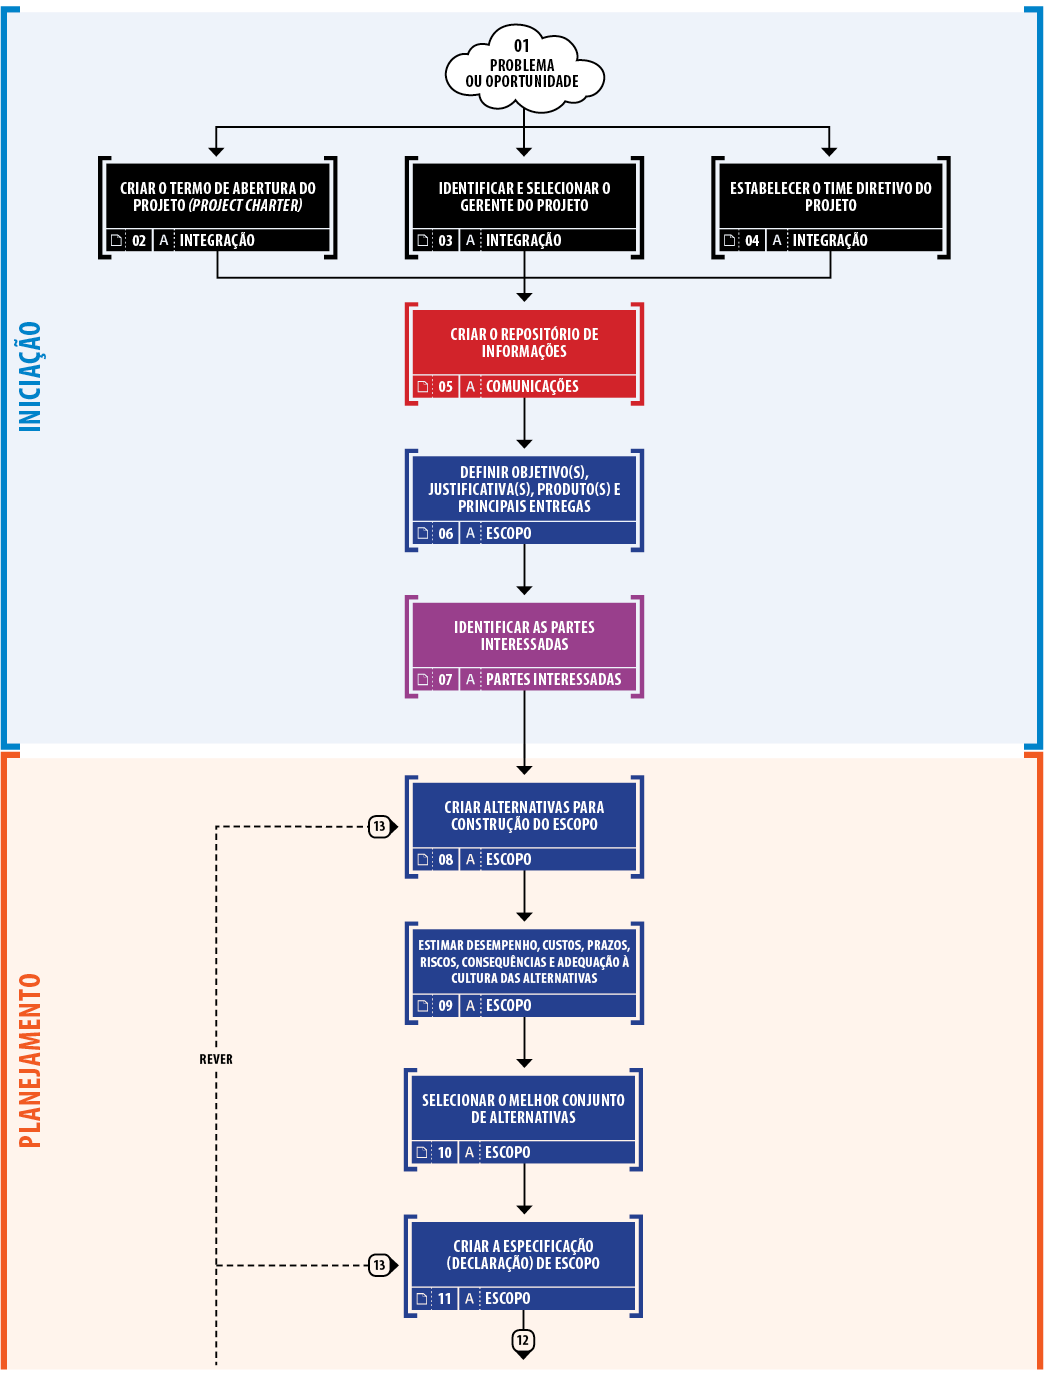 01
PROBLEMA
OU OPORTUNIDADE
CRIAR O TERMO DE ABERTURA DO
PROJETO (PROJECT CHARTER)
02 A INTEGRAÇÃO
IDENTIFICAR E SELECIONAR O
GERENTE DO PROJETO
03 A INTEGRAÇÃO
ESTABELECER O TIME DIRETIVO DO
PROJETO
04 A INTEGRAÇÃO
INICIAÇÃO
CRIAR O REPOSITÓRIO DE
INFORMAÇÕES
05 A COMUNICAÇÕES
DEFINIR OBJETIVO(S),
JUSTIFICATIVA(S), PRODUTO(S) E
PRINCIPAIS ENTREGAS
06 A ESCOPO
IDENTIFICAR AS PARTES
INTERESSADAS
07 A PARTES INTERESSADAS
PLANEJAMENTO
CRIAR ALTERNATIVAS PARA
CONSTRUÇÃO DO ESCOPO
08 A ESCOPO
13
ESTIMAR DESEMPENHO, CUSTOS, PRAZOS,
RISCOS, CONSEQUÊNCIAS E ADEQUAÇÃO À
CULTURA DAS ALTERNATIVAS
09 A ESCOPO
REVER
SELECIONAR O MELHOR CONJUNTO
DE ALTERNATIVAS
10 A ESCOPO
CRIAR A ESPECIFICAÇÃO
(DECLARAÇÃO) DE ESCOPO
11 A ESCOPO
13
12